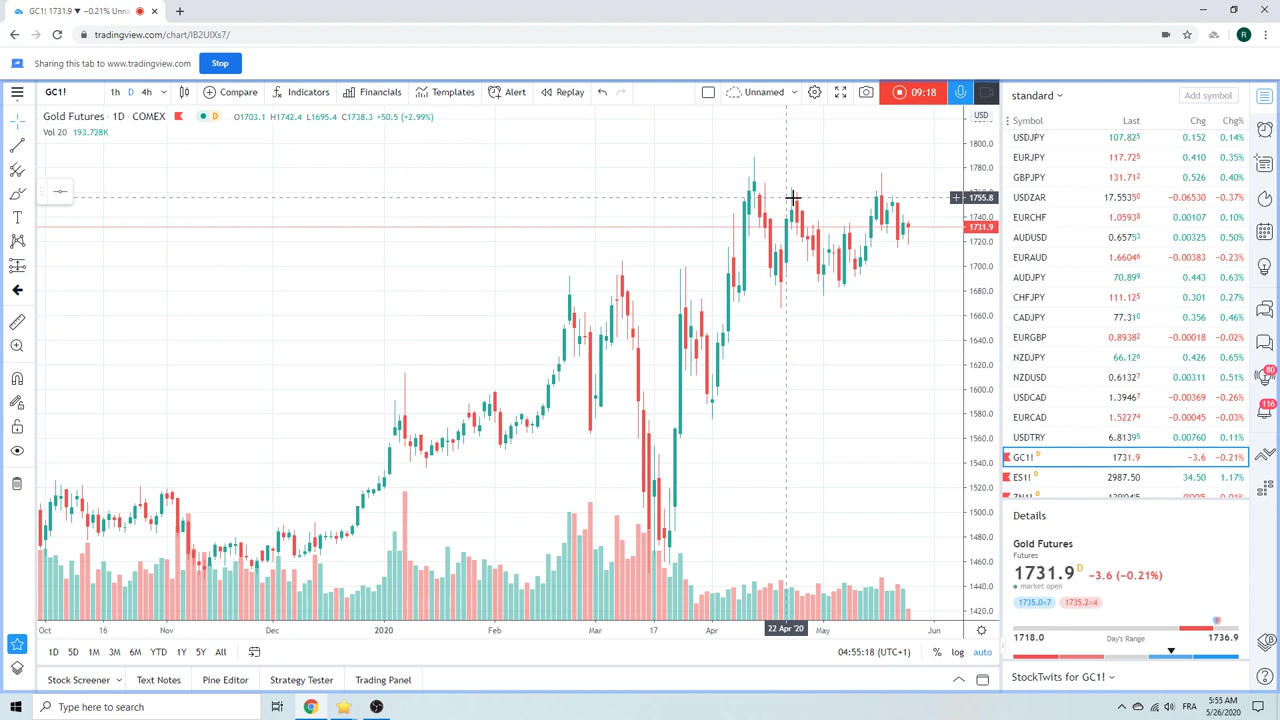 GC1! 1731.9 ▼ −0.21% Unna
tradingview.com/chart/IB2UIXs7/
R
Sharing this tab to www.tradingview.com Stop
GC1! 1h D 4h Compare Indicators Financials Templates Alert Replay Unnamed 09:18
standard Add symbol
Gold Futures · 1D · COMEX D O1703.1 H1742.4 L1695.4 C1738.3 +50.5 (+2.99%) USD
Vol 20 193.728K
Symbol Last Chg Chg%
USDJPY 107.825 0.152 0.14%
EURJPY 117.725 0.410 0.35%
GBPJPY 131.712 0.526 0.40%
USDZAR 17.55350 −0.06530 −0.37%
EURCHF 1.05938 0.00107 0.10%
AUDUSD 0.65753 0.00325 0.50%
EURAUD 1.66046 −0.00383 −0.23%
AUDJPY 70.899 0.443 0.63%
CHFJPY 111.125 0.301 0.27%
CADJPY 77.310 0.356 0.46%
EURGBP 0.89382 −0.00018 −0.02%
NZDJPY 66.126 0.426 0.65%
NZDUSD 0.61327 0.00311 0.51%
USDCAD 1.39467 −0.00369 −0.26%
EURCAD 1.52274 −0.00045 −0.03%
USDTRY 6.81395 0.00760 0.11%
GC1! D 1731.9 −3.6 −0.21%
ES1! D 2987.50 34.50 1.17%
1800.0
1780.0
1755.8
1740.0
1731.9
1720.0
1700.0
1680.0
1660.0
1640.0
1620.0
1600.0
1580.0
1560.0
1540.0
1520.0
1500.0
1480.0
1460.0
1440.0
1420.0
80
116
Details
Gold Futures
Futures
1731.9 D −3.6 (−0.21%)
market open
1735.0×7 1735.2×4
1718.0 Day's Range 1736.9
StockTwits for GC1!
Oct 16 Nov Dec 2020 Feb Mar 17 Apr 22 Apr '20 May Jun
1D 5D 1M 3M 6M YTD 1Y 5Y All 04:55:18 (UTC+1) % log auto
Stock Screener Text Notes Pine Editor Strategy Tester Trading Panel
Type here to search
FRA
5:55 AM
5/26/2020